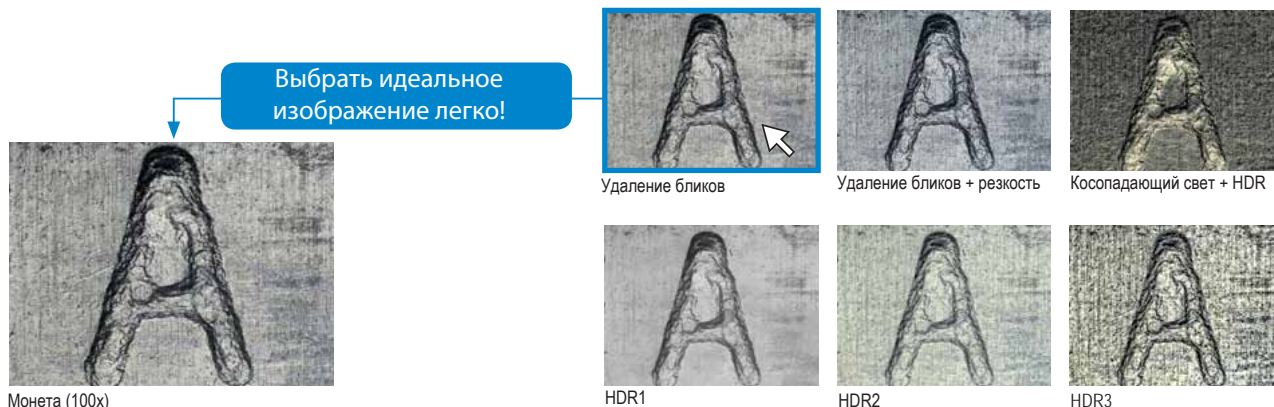 Выбрать идеальное
изображение легко!
Удаление бликов
Удаление бликов + резкость
Косопадающий свет + HDR
Монета (100x)
HDR1
HDR2
HDR3